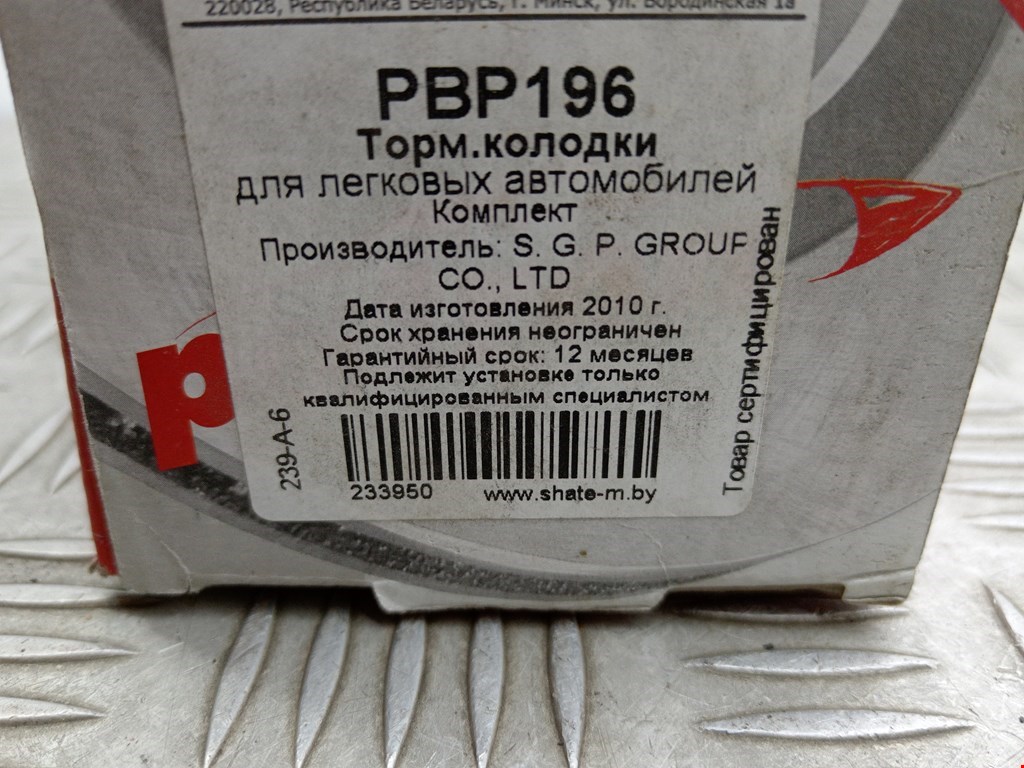 220028, Республика Беларусь, г. Минск, ул. Бородинская 1а
PBP196
Торм.колодки
для легковых автомобилей
Комплект
Производитель: S. G. P. GROUP
CO., LTD
Дата изготовления 2010 г.
Срок хранения неограничен
Гарантийный срок: 12 месяцев
Подлежит установке только
квалифицированным специалистом
239-А-6
233950
www.shate-m.by
Товар сертифицирован
p